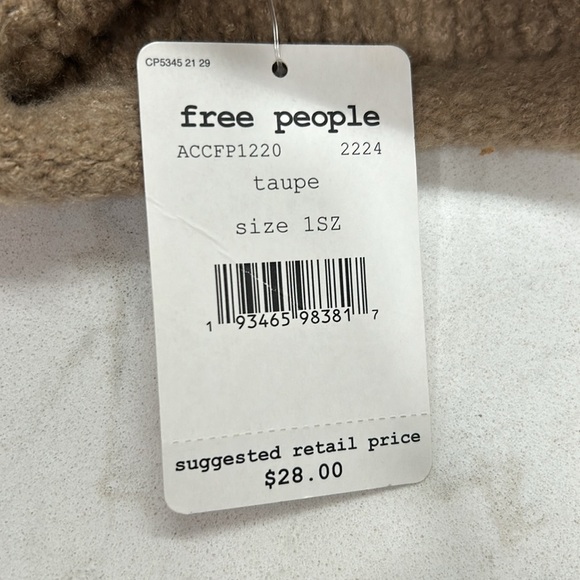 CP5345 21 29
free people
ACCFP1220 2224
taupe
size 1SZ
1 93465 98381 7
suggested retail price
$28.00